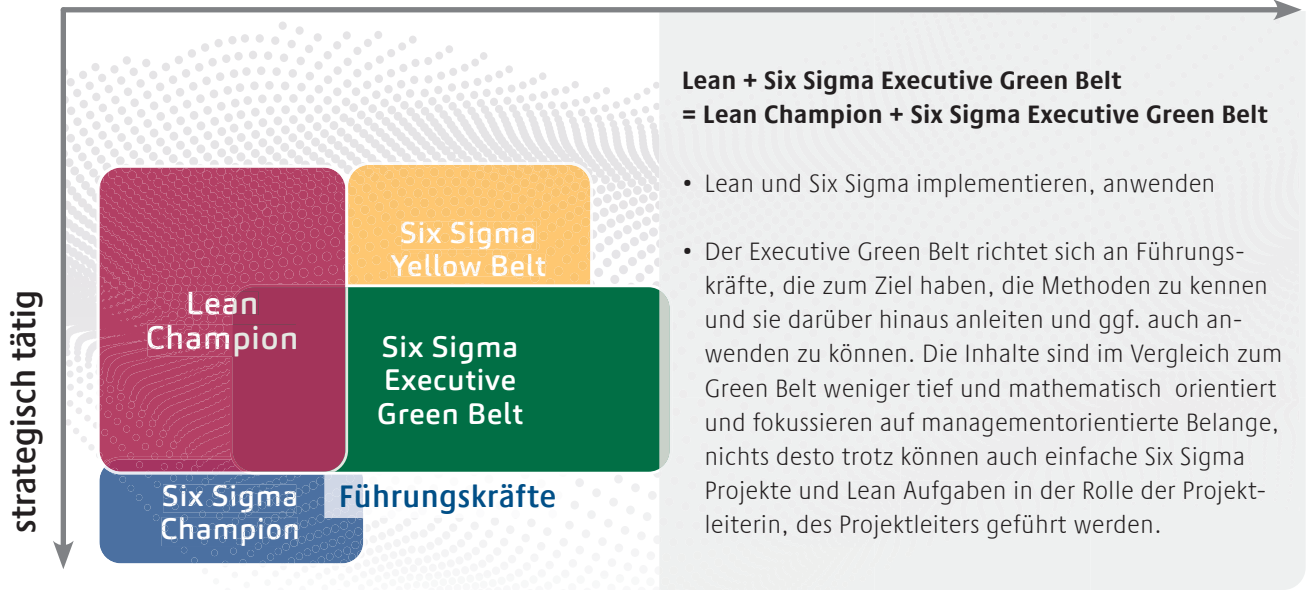 strategisch tätig
Lean
Champion
Six Sigma
Yellow Belt
Six Sigma
Executive
Green Belt
Six Sigma
Champion
Führungskräfte
Lean + Six Sigma Executive Green Belt
= Lean Champion + Six Sigma Executive Green Belt
• Lean und Six Sigma implementieren, anwenden
• Der Executive Green Belt richtet sich an Führungs-
kräfte, die zum Ziel haben, die Methoden zu kennen
und sie darüber hinaus anleiten und ggf. auch an-
wenden zu können. Die Inhalte sind im Vergleich zum
Green Belt weniger tief und mathematisch orientiert
und fokussieren auf managementorientierte Belange,
nichts desto trotz können auch einfache Six Sigma
Projekte und Lean Aufgaben in der Rolle der Projekt-
leiterin, des Projektleiters geführt werden.